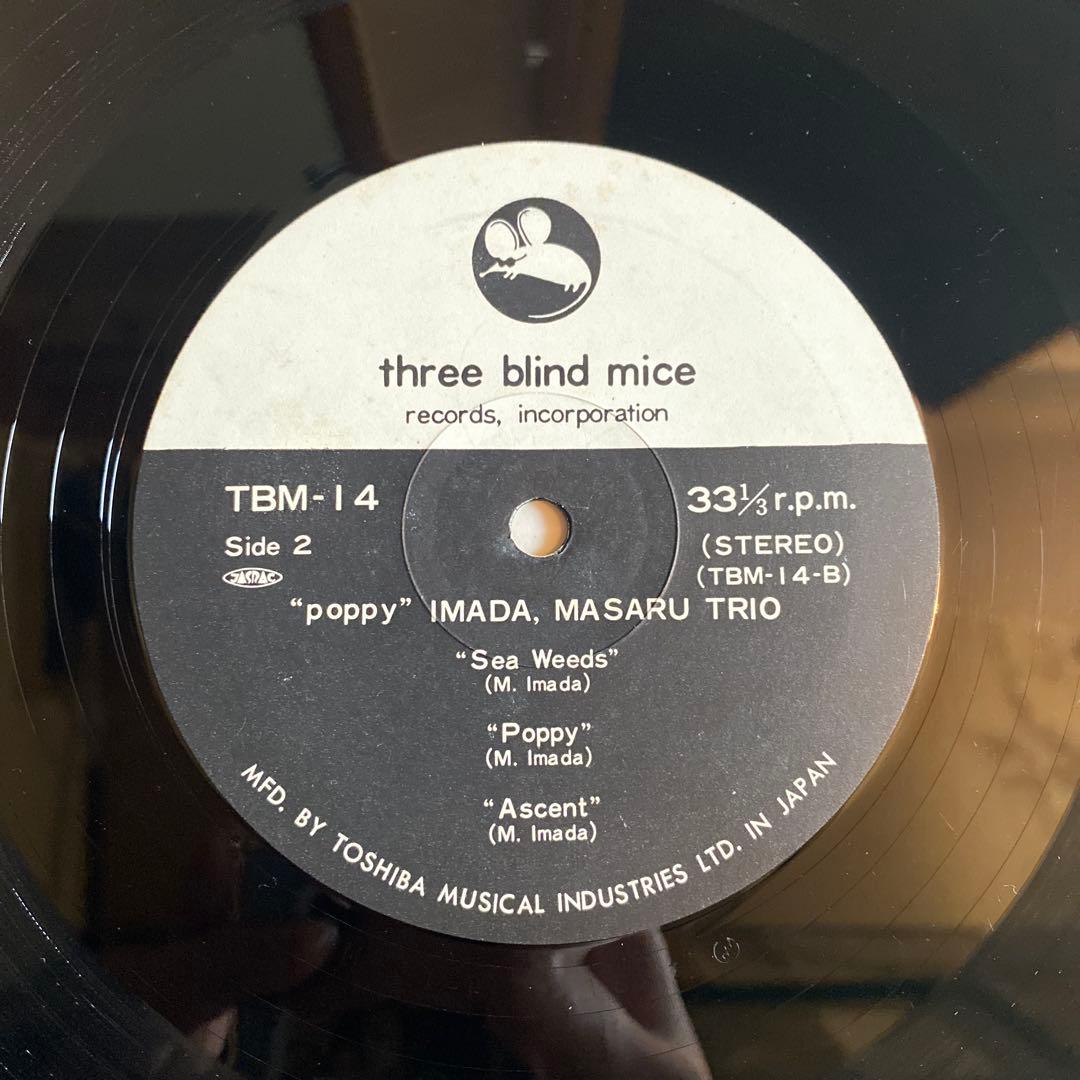 three blind mice
records, incorporation
TBM-14
33⅓ r.p.m.
Side 2
(STEREO)
JASRAC
(TBM-14-B)
“poppy” IMADA, MASARU TRIO
“Sea Weeds”
(M. Imada)
“Poppy”
(M. Imada)
“Ascent”
(M. Imada)
MFD. BY TOSHIBA MUSICAL INDUSTRIES LTD. IN JAPAN